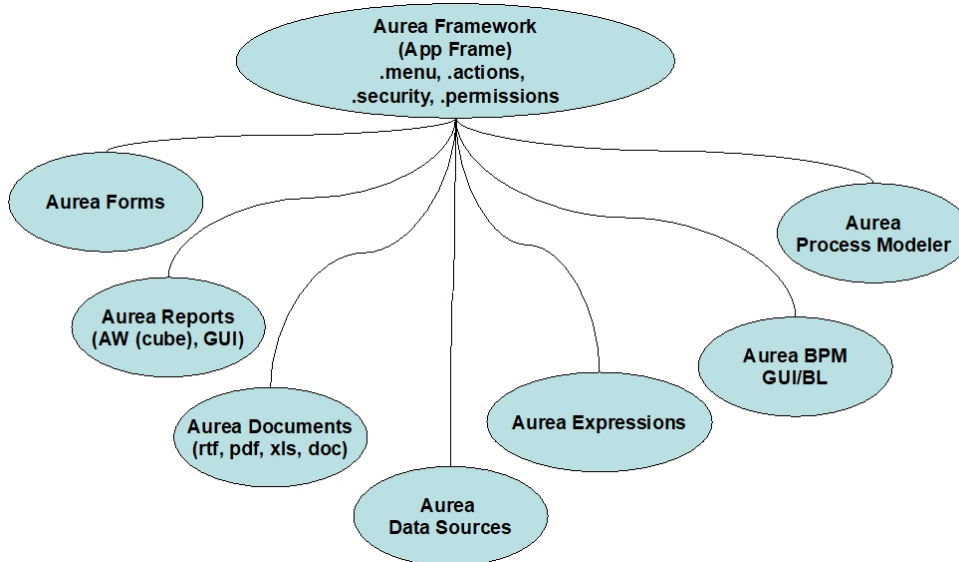 Aurea Framework
(App Frame)
.menu, .actions,
.security, .permissions
Aurea Forms
Aurea
Process Modeler
Aurea Reports
(AW (cube), GUI)
Aurea BPM
GUI/BL
Aurea Documents
(rtf, pdf, xls, doc)
Aurea Expressions
Aurea
Data Sources